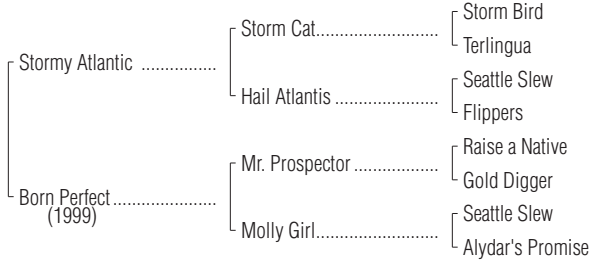 Storm Bird
Storm Cat..........................
Terlingua
Stormy Atlantic ................
Seattle Slew
Hail Atlantis ......................
Flippers
Raise a Native
Mr. Prospector ..................
Gold Digger
Born Perfect......................
(1999)
Seattle Slew
Molly Girl..........................
Alydar's Promise